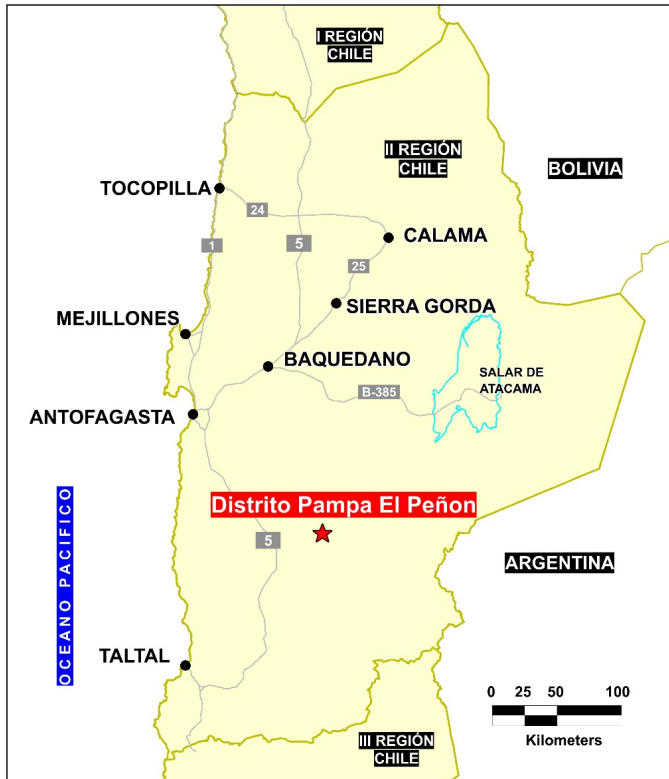 I REGIÓN
CHILE
II REGIÓN
CHILE
BOLIVIA
TOCOPILLA
24
1
5
CALAMA
25
SIERRA GORDA
MEJILLONES
BAQUEDANO
SALAR DE
ATACAMA
B-385
ANTOFAGASTA
Distrito Pampa El Peñon
5
OCEANO PACIFICO
ARGENTINA
TALTAL
0 25 50 100
Kilometers
III REGIÓN
CHILE